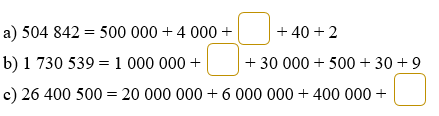 a) 504 842 = 500 000 + 4 000 + + 40 + 2
b) 1 730 539 = 1 000 000 + + 30 000 + 500 + 30 + 9
c) 26 400 500 = 20 000 000 + 6 000 000 + 400 000 +